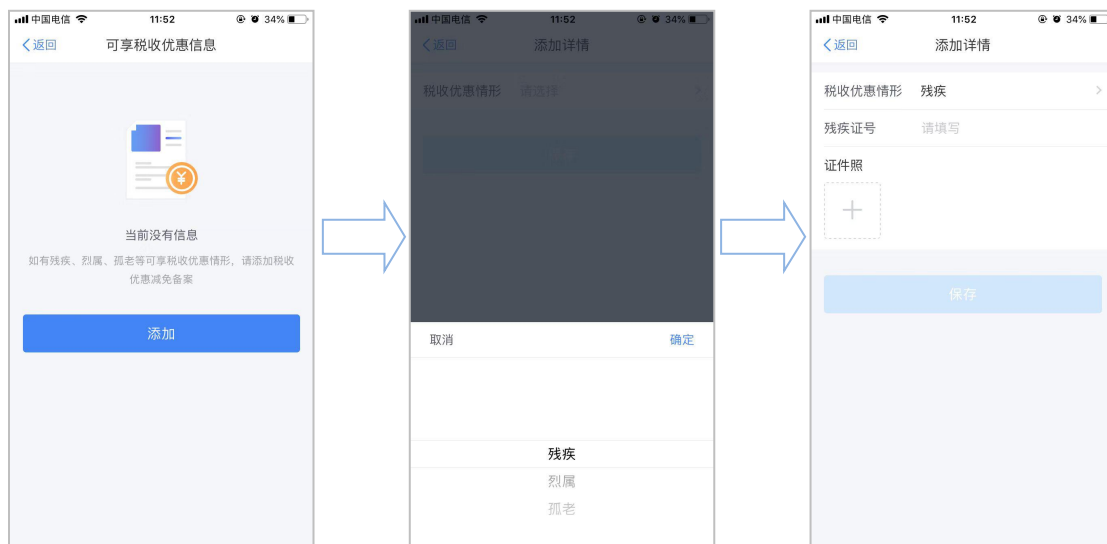 中国电信 11:52 34%
返回 可享税收优惠信息
¥
当前没有信息
如有残疾、烈属、孤老等可享税收优惠情形，请添加税收
优惠减免备案
添加
中国电信 11:52 34%
返回 添加详情
税收优惠情形 请选择
保存
取消 确定
残疾
烈属
孤老
中国电信 11:52 34%
返回 添加详情
税收优惠情形 残疾
残疾证号 请填写
证件照
保存